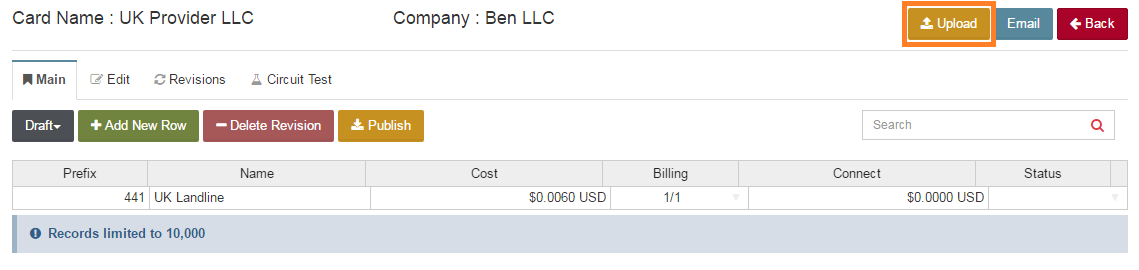 Card Name : UK Provider LLC Company : Ben LLC Upload Email Back
Main Edit Revisions Circuit Test
Draft Add New Row Delete Revision Publish Search
Prefix Name Cost Billing Connect Status
441 UK Landline $0.0060 USD 1/1 $0.0000 USD
Records limited to 10,000